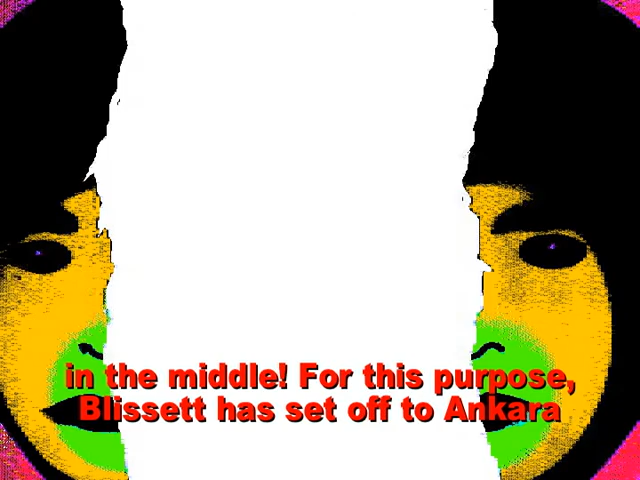 in the middle! For this purpose,
Blissett has set off to Ankara